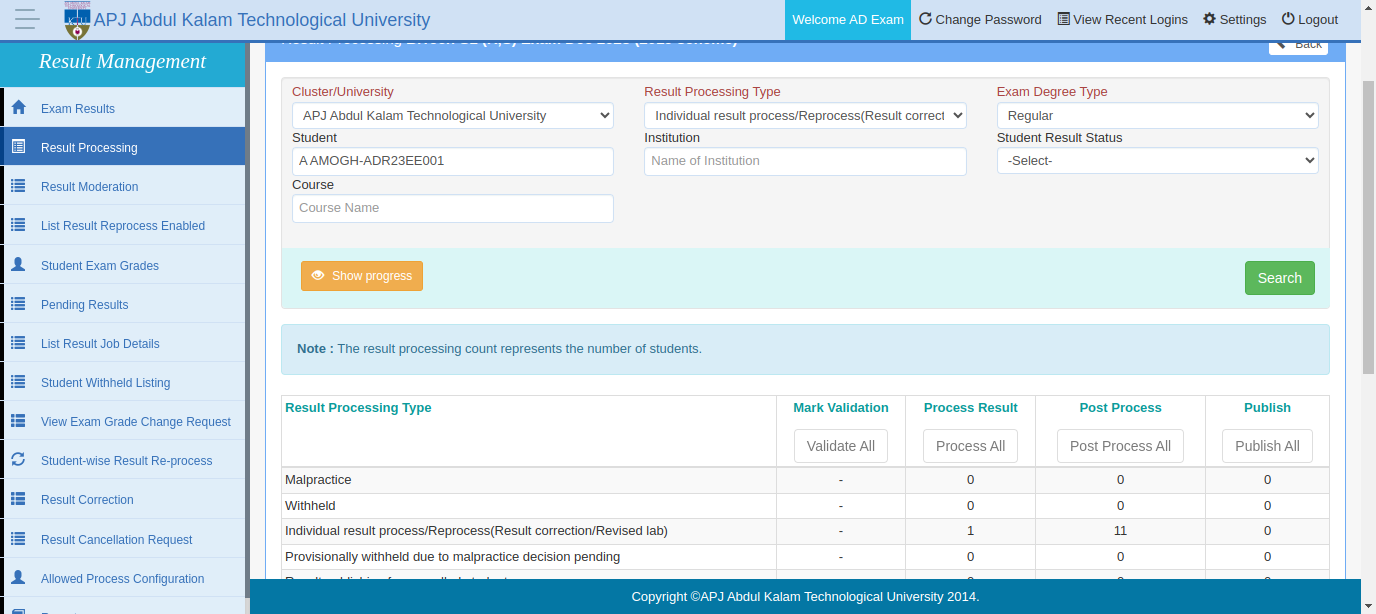 APJ Abdul Kalam Technological University
Welcome AD Exam
Change Password
View Recent Logins
Settings
Logout
Result Management
Exam Results
Result Processing
Result Moderation
List Result Reprocess Enabled
Student Exam Grades
Pending Results
List Result Job Details
Student Withheld Listing
View Exam Grade Change Request
Student-wise Result Re-process
Result Correction
Result Cancellation Request
Allowed Process Configuration
Back
Cluster/University
Result Processing Type
Exam Degree Type
APJ Abdul Kalam Technological University
Individual result process/Reprocess(Result correct
Regular
Student
Institution
Student Result Status
A AMOGH-ADR23EE001
Name of Institution
-Select-
Course
Course Name
Show progress
Search
Note : The result processing count represents the number of students.
Result Processing Type Mark Validation Process Result Post Process Publish
Validate All Process All Post Process All Publish All
Malpractice - 0 0 0
Withheld - 0 0 0
Individual result process/Reprocess(Result correction/Revised lab) - 1 11 0
Provisionally withheld due to malpractice decision pending - 0 0 0
Copyright ©APJ Abdul Kalam Technological University 2014.